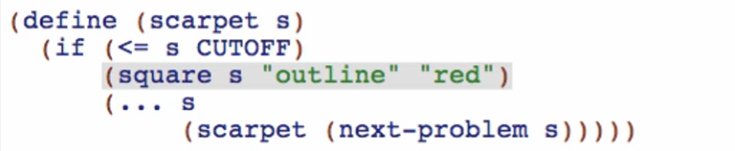 (define (scarpet s)
(if (<= s CUTOFF)
(square s "outline" "red")
(... s
(scarpet (next-problem s)))))